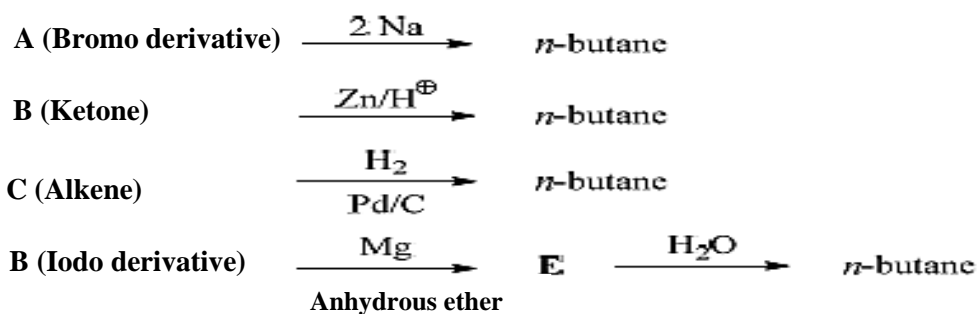 A (Bromo derivative) 2 Na n-butane
B (Ketone) Zn/H⊕ n-butane
C (Alkene) H₂ Pd/C n-butane
B (Iodo derivative) Mg Anhydrous ether E H₂O n-butane